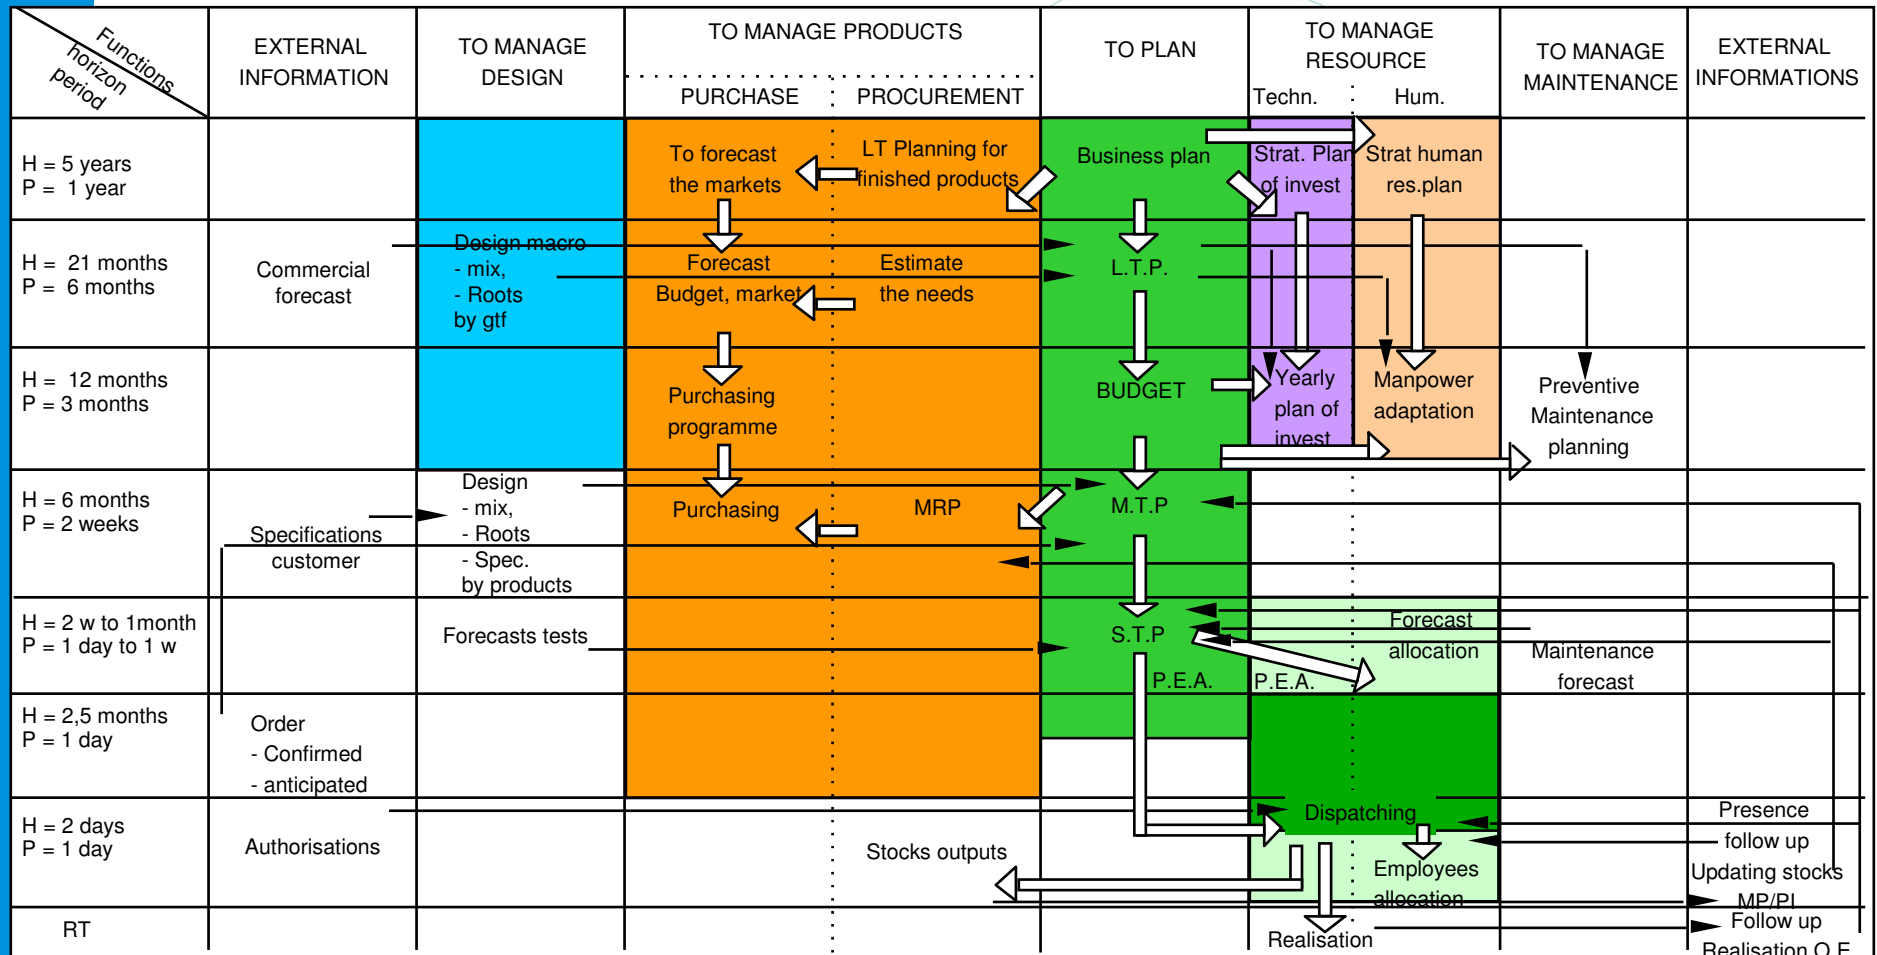 Functions
horizon
period
EXTERNAL
INFORMATION
TO MANAGE
DESIGN
TO MANAGE PRODUCTS
PURCHASE
PROCUREMENT
TO PLAN
TO MANAGE
RESOURCE
Techn.
Hum.
TO MANAGE
MAINTENANCE
EXTERNAL
INFORMATIONS
H = 5 years
P = 1 year
To forecast
the markets
LT Planning for
finished products
Business plan
Strat. Plan
of invest
Strat human
res.plan
H = 21 months
P = 6 months
Commercial
forecast
Design macro
- mix,
- Roots
by gtf
Forecast
Budget, market
Estimate
the needs
L.T.P.
H = 12 months
P = 3 months
Purchasing
programme
BUDGET
Yearly
plan of
invest
Manpower
adaptation
Preventive
Maintenance
planning
H = 6 months
P = 2 weeks
Specifications
customer
Design
- mix,
- Roots
- Spec.
by products
Purchasing
MRP
M.T.P
H = 2 w to 1month
P = 1 day to 1 w
Forecasts tests
S.T.P
P.E.A.
P.E.A.
Forecast
allocation
Maintenance
forecast
H = 2,5 months
P = 1 day
Order
- Confirmed
- anticipated
H = 2 days
P = 1 day
Authorisations
Stocks outputs
Dispatching
Employees
allocation
Presence
follow up
Updating stocks
MP/PI
RT
Realisation
Follow up
Realisation O.F